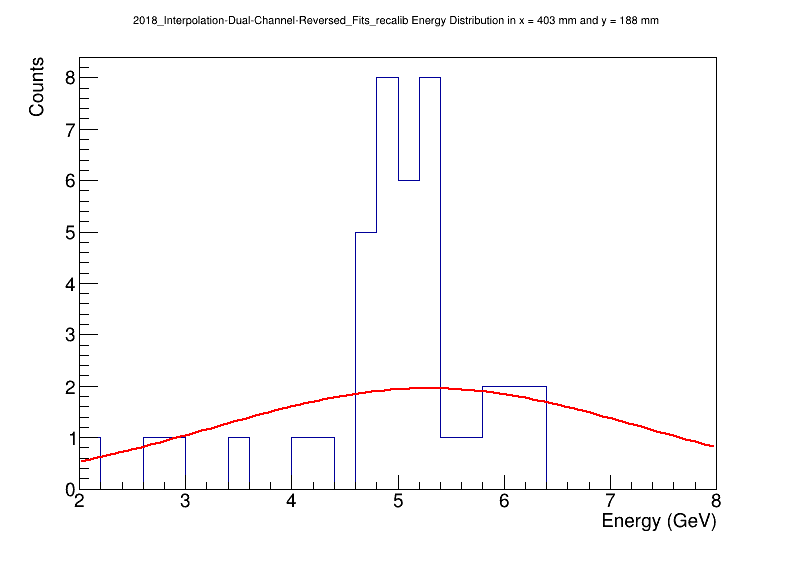 2018_Interpolation-Dual-Channel-Reversed_Fits_recalib Energy Distribution in x = 403 mm and y = 188 mm
Counts
8
7
6
5
4
3
2
1
0
2 3 4 5 6 7 8
Energy (GeV)